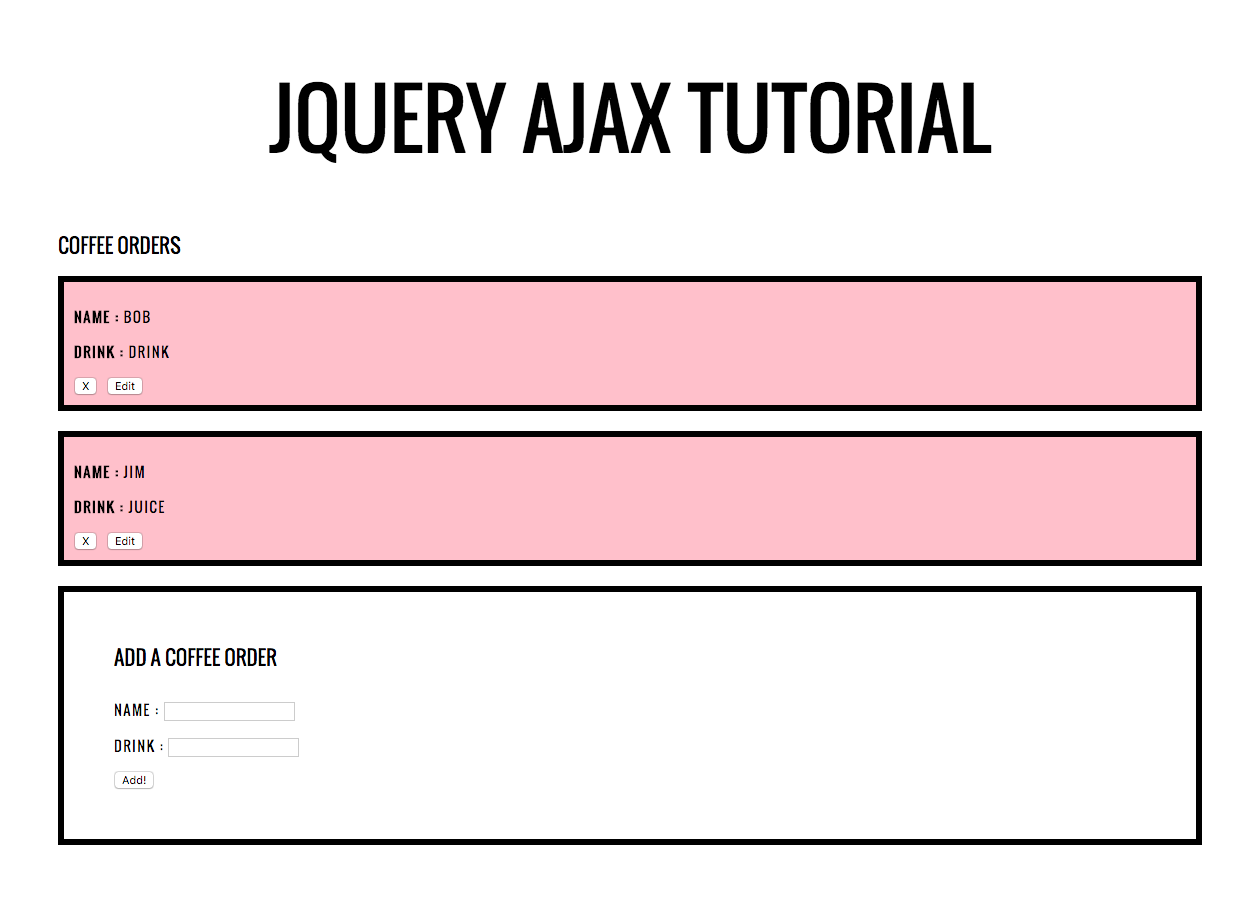 JQUERY AJAX TUTORIAL
COFFEE ORDERS
NAME : BOB
DRINK : DRINK
X Edit
NAME : JIM
DRINK : JUICE
X Edit
ADD A COFFEE ORDER
NAME :
DRINK :
Add!